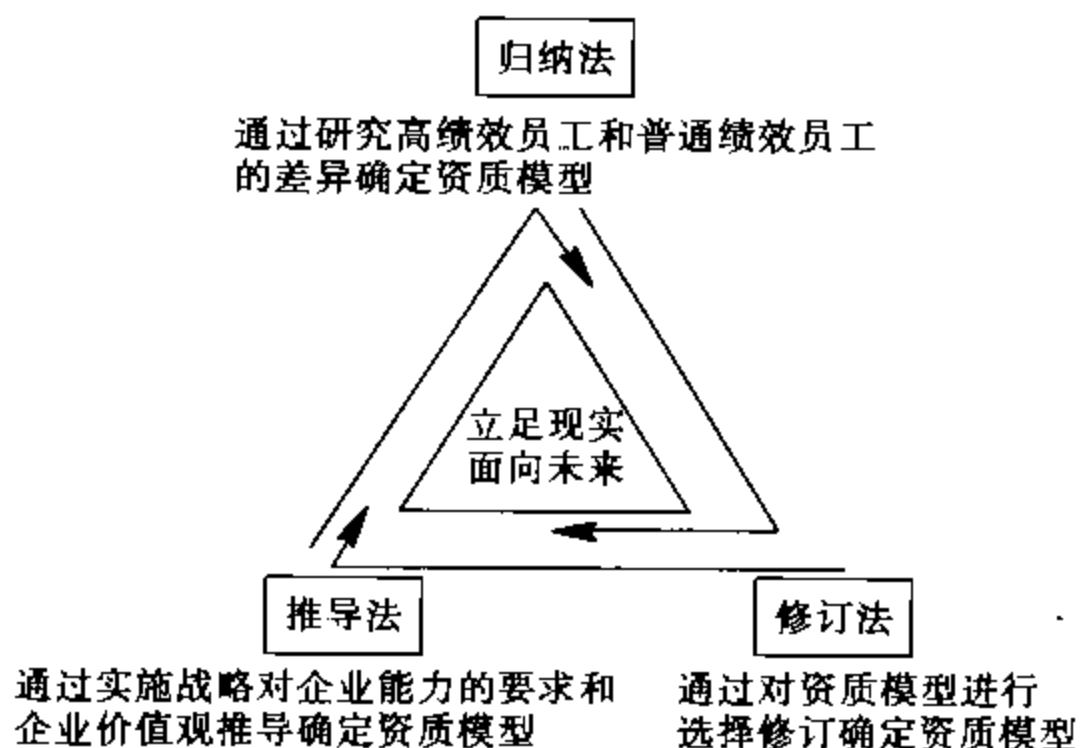 归纳法
通过研究高绩效员工和普通绩效员工
的差异确定资质模型
立足现实
面向未来
推导法
通过实施战略对企业能力的要求和
企业价值观推导确定资质模型
修订法
通过对资质模型进行
选择修订确定资质模型